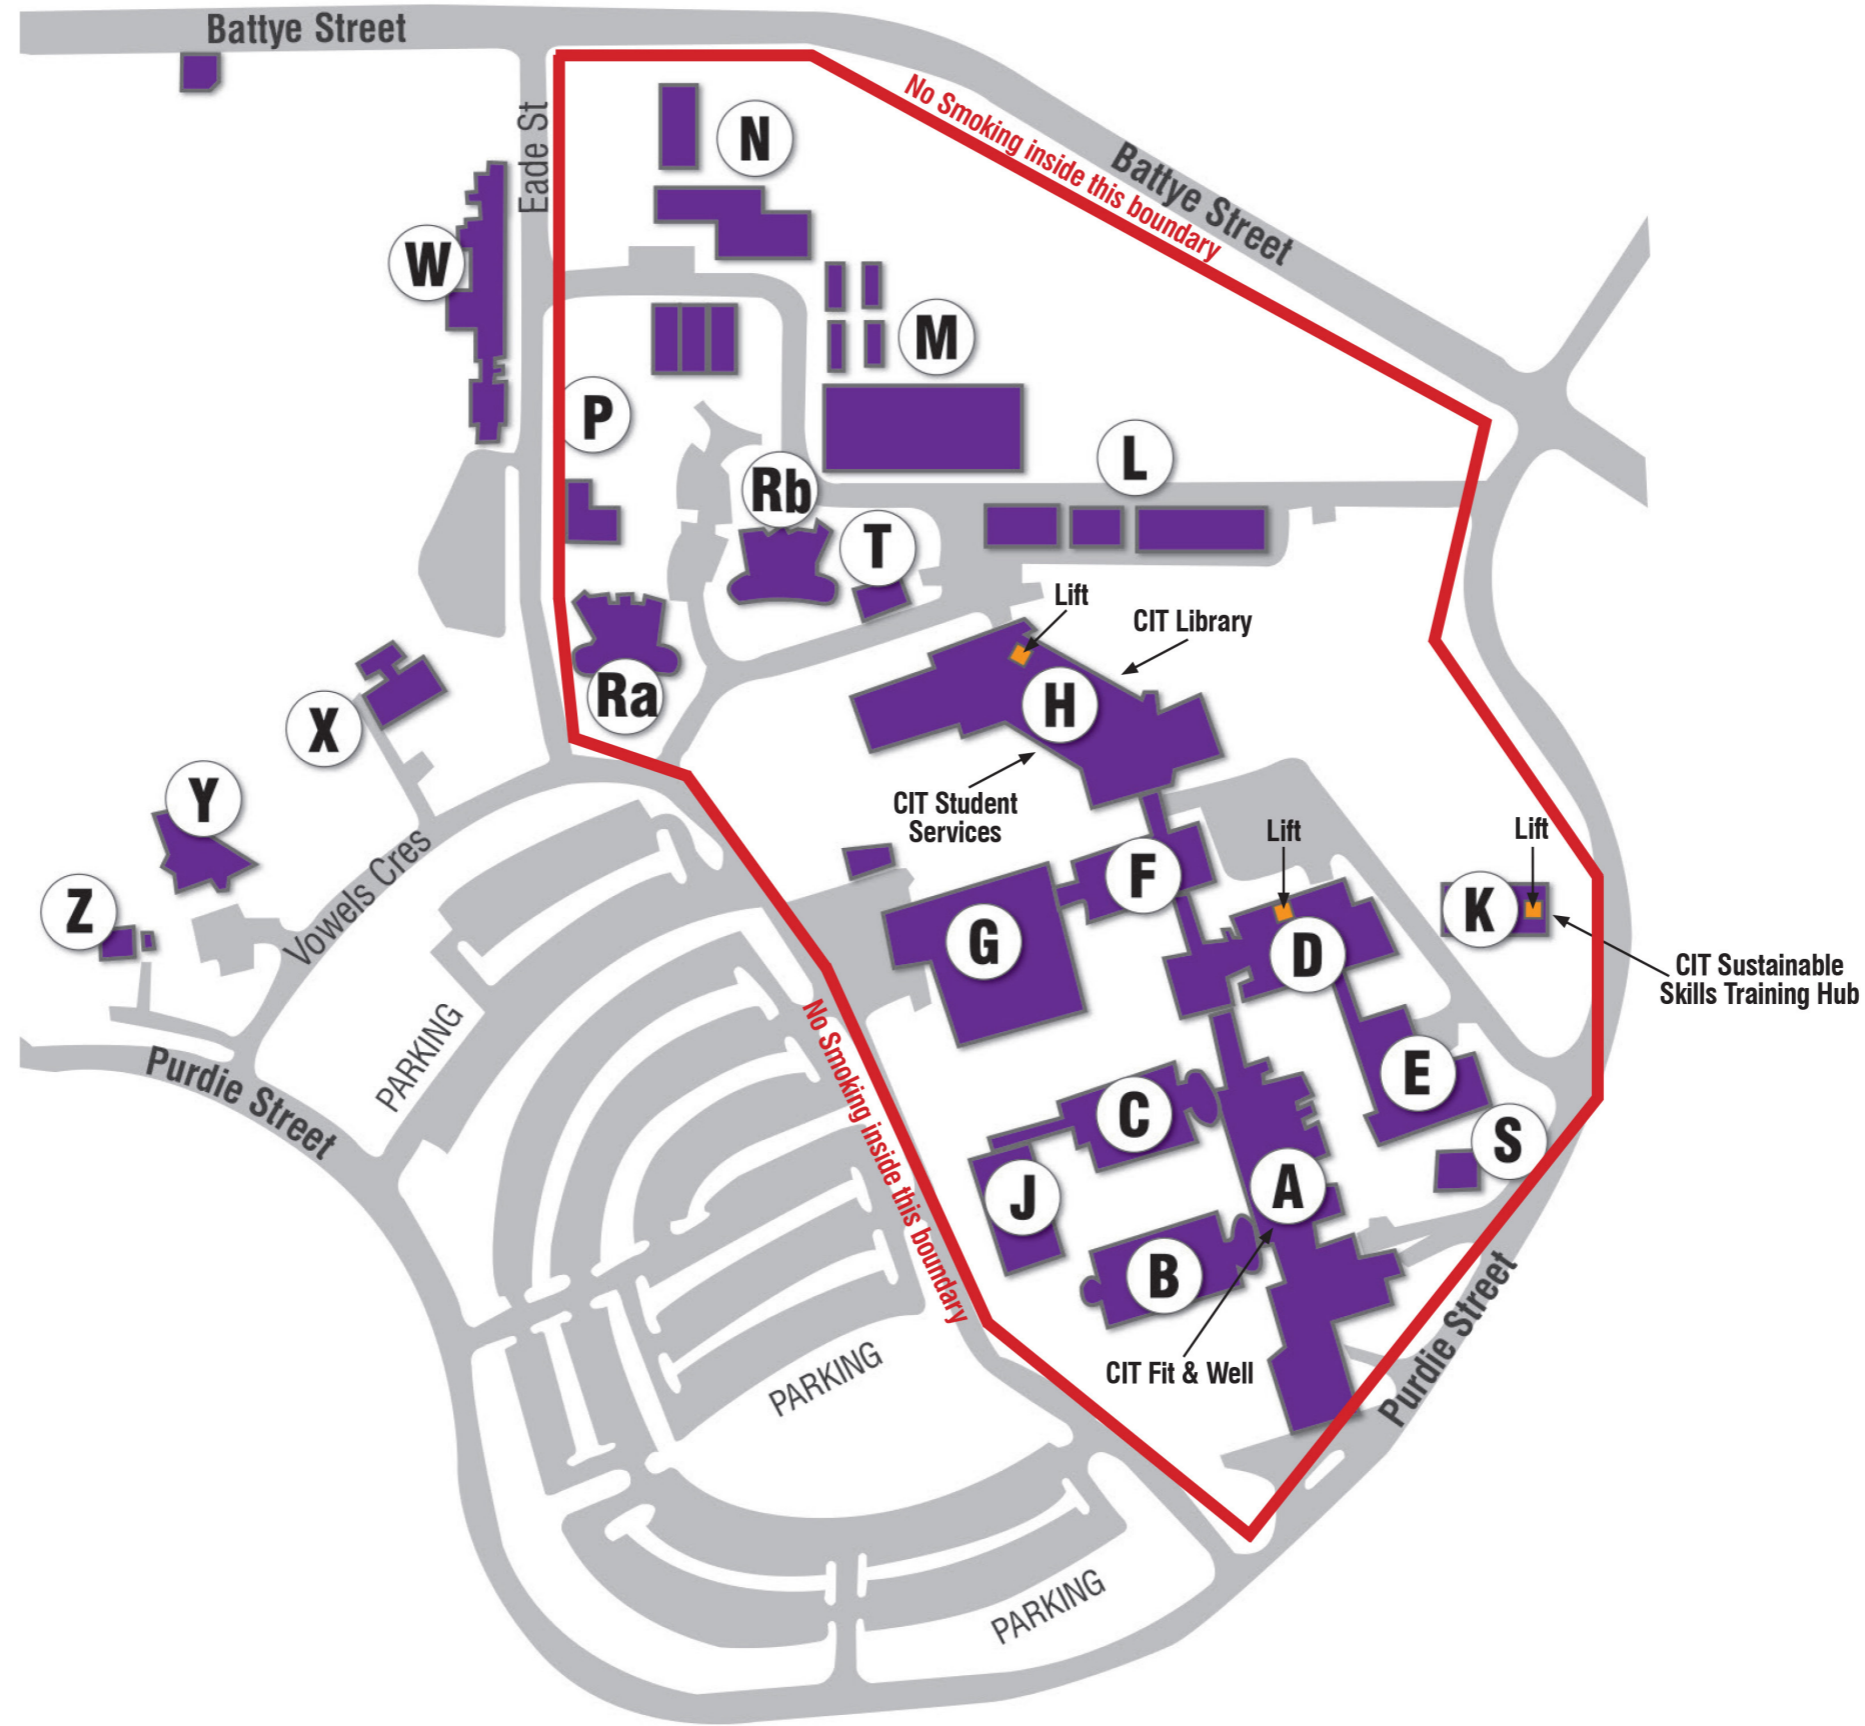 Battye Street
Eade St
No Smoking inside this boundary
Battye Street
N
W
M
P
L
Rb
T
Lift
CIT Library
Ra
H
X
Y
CIT Student
Services
Lift
Lift
F
K
Z
Vowels Cres
G
D
CIT Sustainable
Skills Training Hub
PARKING
No Smoking inside this boundary
Purdie Street
E
C
S
J
A
B
CIT Fit & Well
Purdie Street
PARKING
PARKING